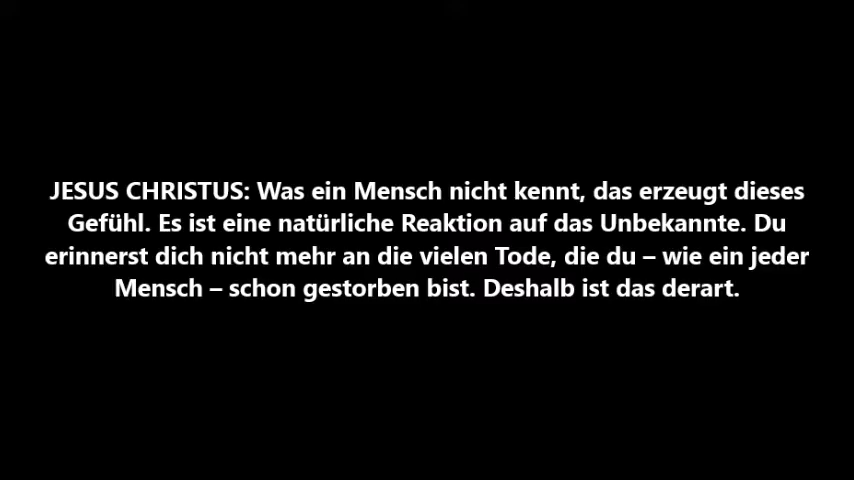 JESUS CHRISTUS: Was ein Mensch nicht kennt, das erzeugt dieses
Gefühl. Es ist eine natürliche Reaktion auf das Unbekannte. Du
erinnerst dich nicht mehr an die vielen Tode, die du – wie ein jeder
Mensch – schon gestorben bist. Deshalb ist das derart.